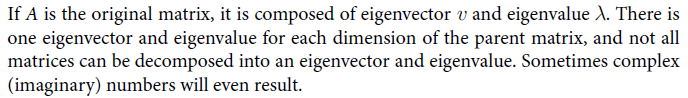 If A is the original matrix, it is composed of eigenvector v and eigenvalue λ. There is
one eigenvector and eigenvalue for each dimension of the parent matrix, and not all
matrices can be decomposed into an eigenvector and eigenvalue. Sometimes complex
(imaginary) numbers will even result.